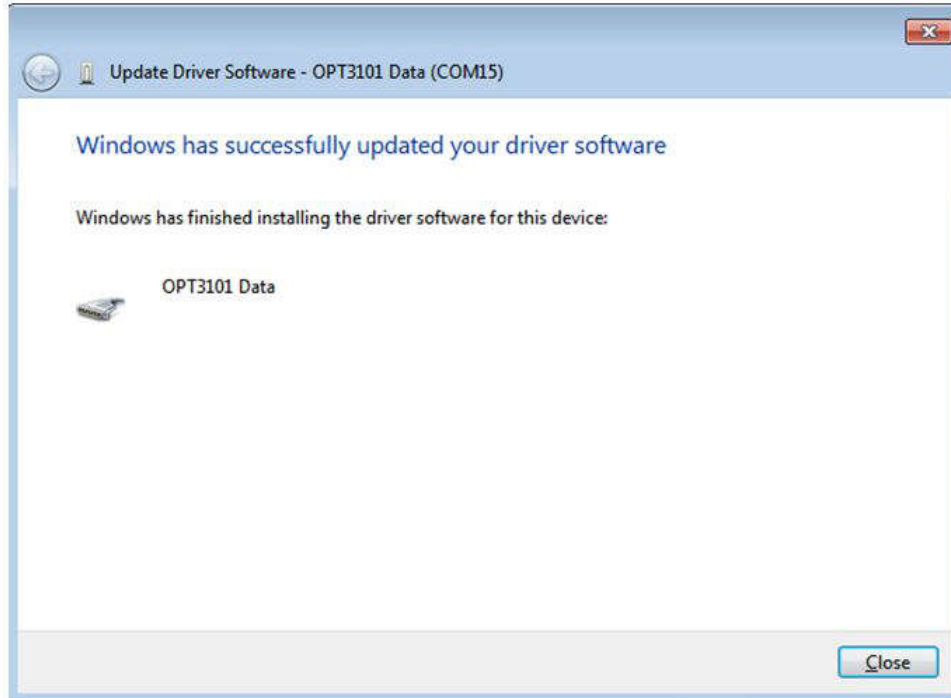 Update Driver Software - OPT3101 Data (COM15)
Windows has successfully updated your driver software
Windows has finished installing the driver software for this device:
OPT3101 Data
Close